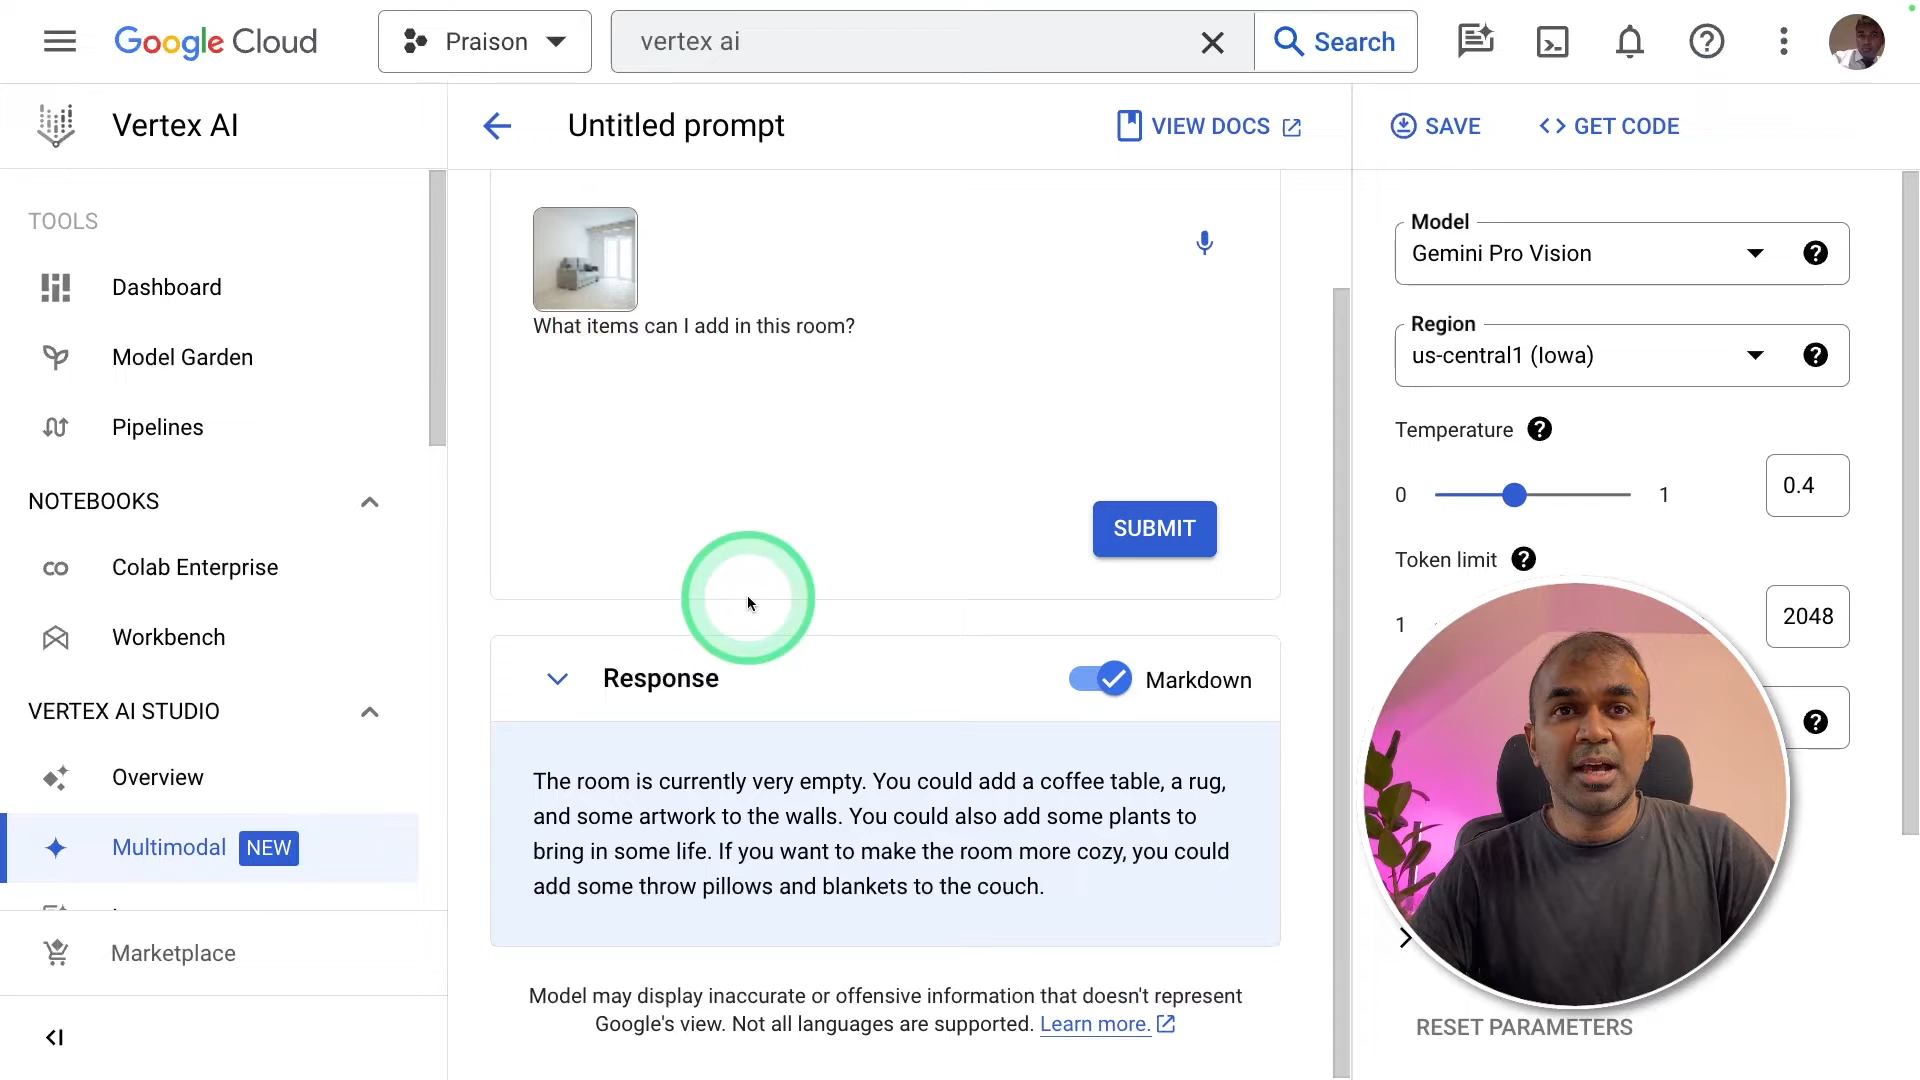 Google Cloud
Praison
vertex ai
Search
Vertex AI
Untitled prompt
VIEW DOCS
SAVE
GET CODE
TOOLS
Dashboard
Model Garden
Pipelines
NOTEBOOKS
Colab Enterprise
Workbench
VERTEX AI STUDIO
Overview
Multimodal NEW
Marketplace
What items can I add in this room?
SUBMIT
Response
Markdown
The room is currently very empty. You could add a coffee table, a rug,
and some artwork to the walls. You could also add some plants to
bring in some life. If you want to make the room more cozy, you could
add some throw pillows and blankets to the couch.
Model may display inaccurate or offensive information that doesn't represent
Google's view. Not all languages are supported. Learn more.
Model
Gemini Pro Vision
Region
us-central1 (Iowa)
Temperature
0 1 0.4
Token limit
1 2048
RESET PARAMETERS